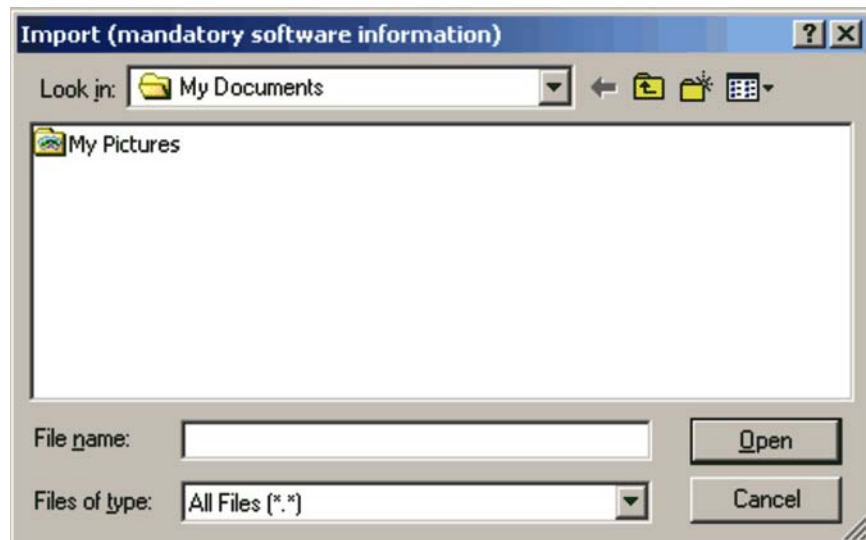 Import (mandatory software information)
Look in: My Documents
My Pictures
File name:
Open
Files of type: All Files (*.*)
Cancel